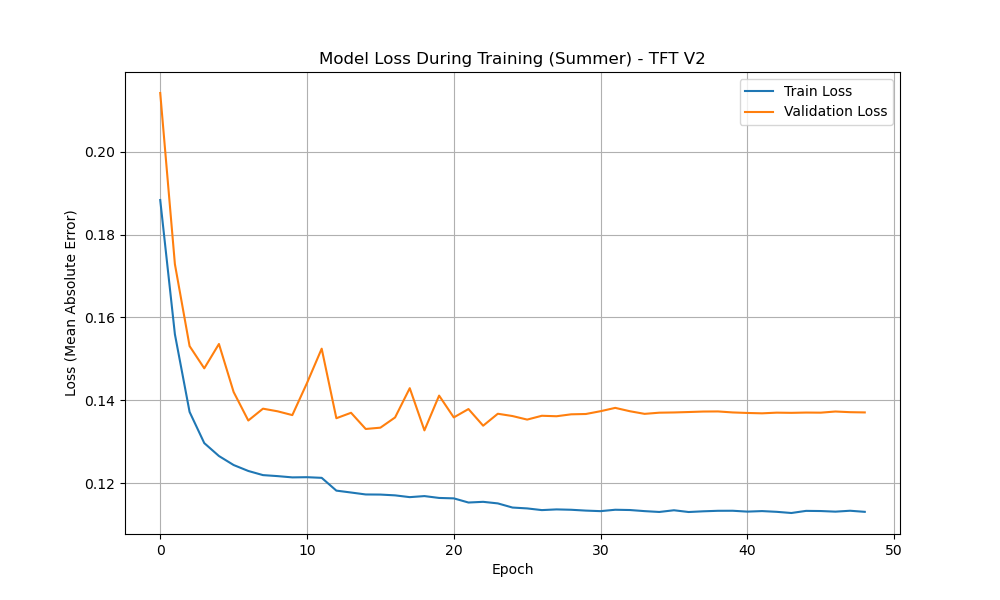 Model Loss During Training (Summer) - TFT V2
Train Loss
Validation Loss
Loss (Mean Absolute Error)
0.20
0.18
0.16
0.14
0.12
0 10 20 30 40 50
Epoch